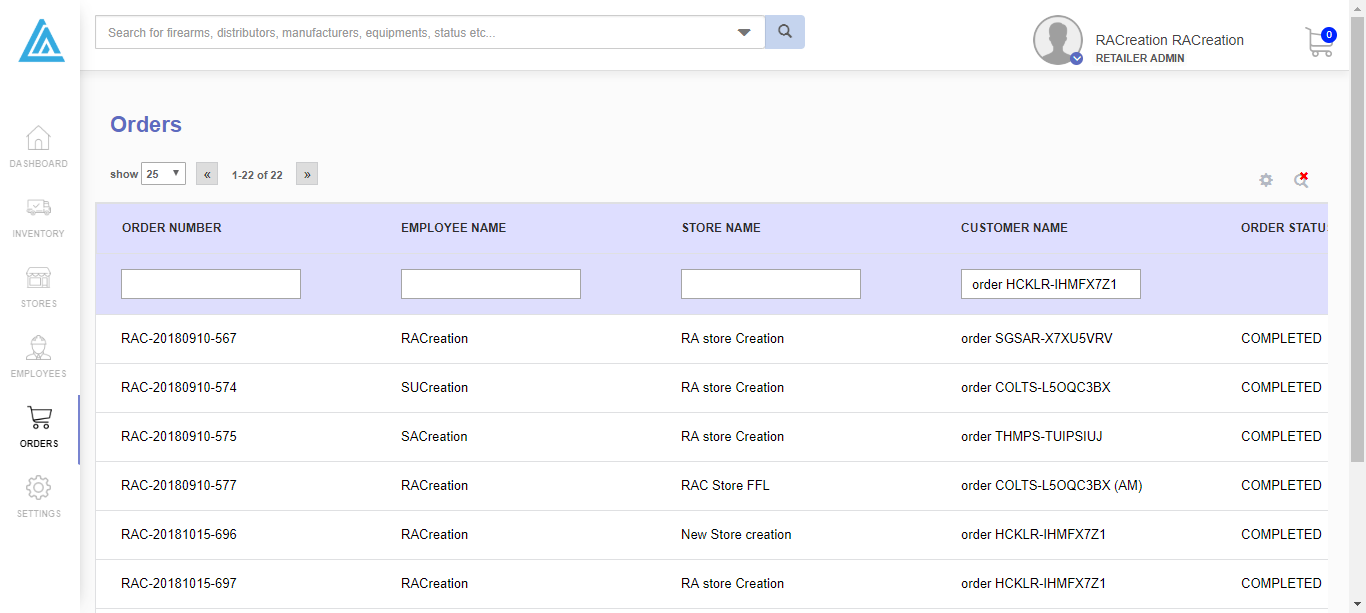 Search for firearms, distributors, manufacturers, equipments, status etc...
RACreation RACreation
RETAILER ADMIN
0
DASHBOARD
INVENTORY
STORES
EMPLOYEES
ORDERS
SETTINGS
Orders
show 25 « 1-22 of 22 »
ORDER NUMBER EMPLOYEE NAME STORE NAME CUSTOMER NAME ORDER STATU
order HCKLR-IHMFX7Z1
RAC-20180910-567 RACreation RA store Creation order SGSAR-X7XU5VRV COMPLETED
RAC-20180910-574 SUCreation RA store Creation order COLTS-L5OQC3BX COMPLETED
RAC-20180910-575 SACreation RA store Creation order THMPS-TUIPSIUJ COMPLETED
RAC-20180910-577 RACreation RAC Store FFL order COLTS-L5OQC3BX (AM) COMPLETED
RAC-20181015-696 RACreation New Store creation order HCKLR-IHMFX7Z1 COMPLETED
RAC-20181015-697 RACreation RA store Creation order HCKLR-IHMFX7Z1 COMPLETED